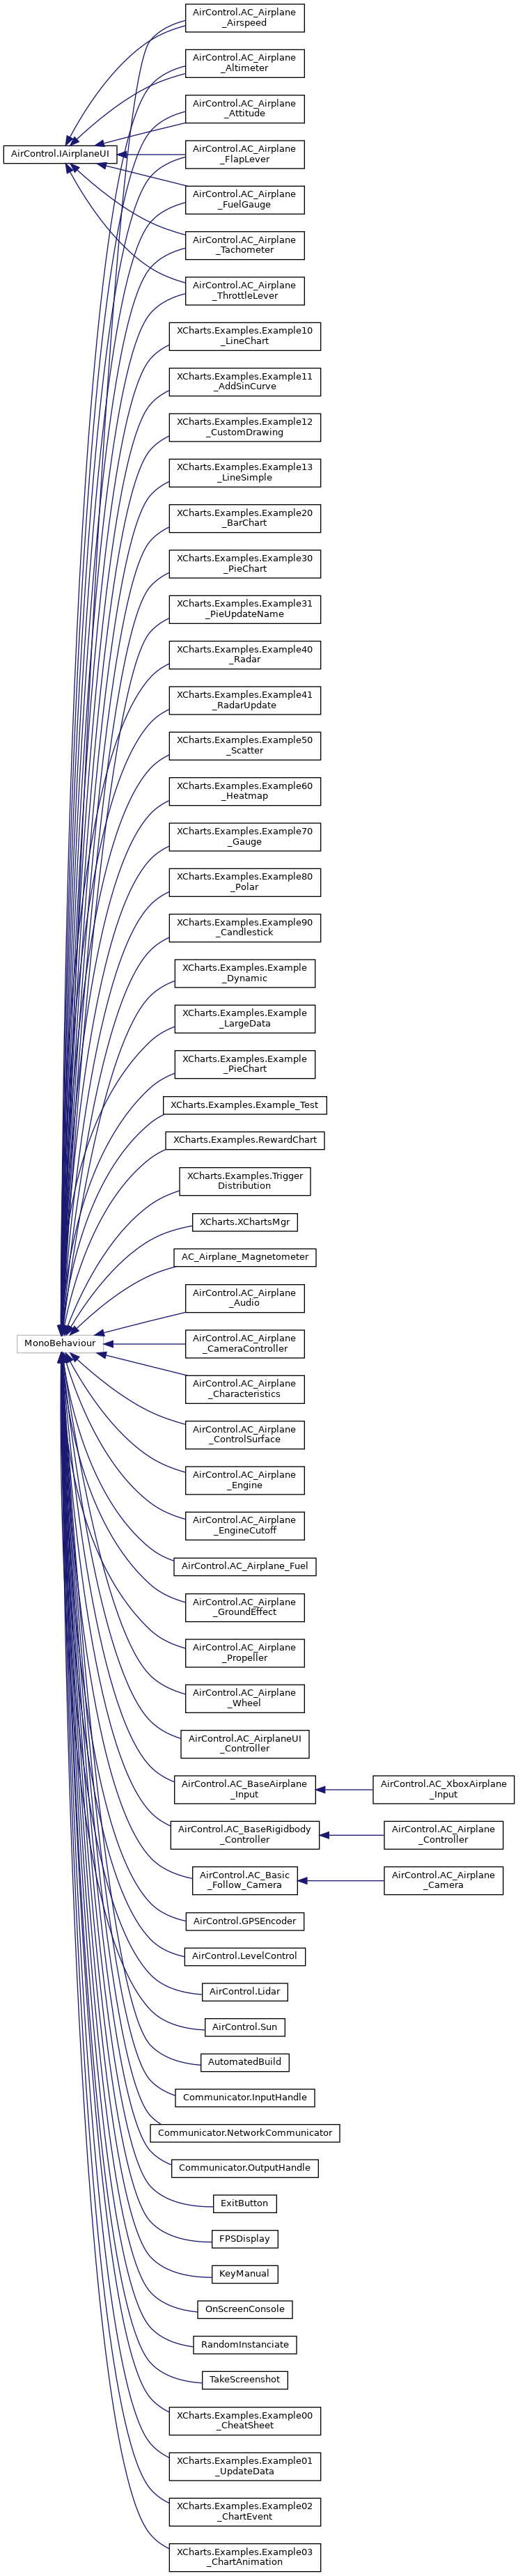 AirControl.AC_Airplane
_Airspeed
AirControl.AC_Airplane
_Altimeter
AirControl.AC_Airplane
_Attitude
AirControl.IAirplaneUI
AirControl.AC_Airplane
_FlapLever
AirControl.AC_Airplane
_FuelGauge
AirControl.AC_Airplane
_Tachometer
AirControl.AC_Airplane
_ThrottleLever
XCharts.Examples.Example10
_LineChart
XCharts.Examples.Example11
_AddSinCurve
XCharts.Examples.Example12
_CustomDrawing
XCharts.Examples.Example13
_LineSimple
XCharts.Examples.Example20
_BarChart
XCharts.Examples.Example30
_PieChart
XCharts.Examples.Example31
_PieUpdateName
XCharts.Examples.Example40
_Radar
XCharts.Examples.Example41
_RadarUpdate
XCharts.Examples.Example50
_Scatter
XCharts.Examples.Example60
_Heatmap
XCharts.Examples.Example70
_Gauge
XCharts.Examples.Example80
_Polar
XCharts.Examples.Example90
_Candlestick
XCharts.Examples.Example
_Dynamic
XCharts.Examples.Example
_LargeData
XCharts.Examples.Example
_PieChart
XCharts.Examples.Example_Test
XCharts.Examples.RewardChart
XCharts.Examples.Trigger
Distribution
XCharts.XChartsMgr
AC_Airplane_Magnetometer
AirControl.AC_Airplane
_Audio
MonoBehaviour
AirControl.AC_Airplane
_CameraController
AirControl.AC_Airplane
_Characteristics
AirControl.AC_Airplane
_ControlSurface
AirControl.AC_Airplane
_Engine
AirControl.AC_Airplane
_EngineCutoff
AirControl.AC_Airplane_Fuel
AirControl.AC_Airplane
_GroundEffect
AirControl.AC_Airplane
_Propeller
AirControl.AC_Airplane
_Wheel
AirControl.AC_AirplaneUI
_Controller
AirControl.AC_BaseAirplane
_Input
AirControl.AC_XboxAirplane
_Input
AirControl.AC_BaseRigidbody
_Controller
AirControl.AC_Airplane
_Controller
AirControl.AC_Basic
_Follow_Camera
AirControl.AC_Airplane
_Camera
AirControl.GPSEncoder
AirControl.LevelControl
AirControl.Lidar
AirControl.Sun
AutomatedBuild
Communicator.InputHandle
Communicator.NetworkCommunicator
Communicator.OutputHandle
ExitButton
FPSDisplay
KeyManual
OnScreenConsole
RandomInstanciate
TakeScreenshot
XCharts.Examples.Example00
_CheatSheet
XCharts.Examples.Example01
_UpdateData
XCharts.Examples.Example02
_ChartEvent
XCharts.Examples.Example03
_ChartAnimation